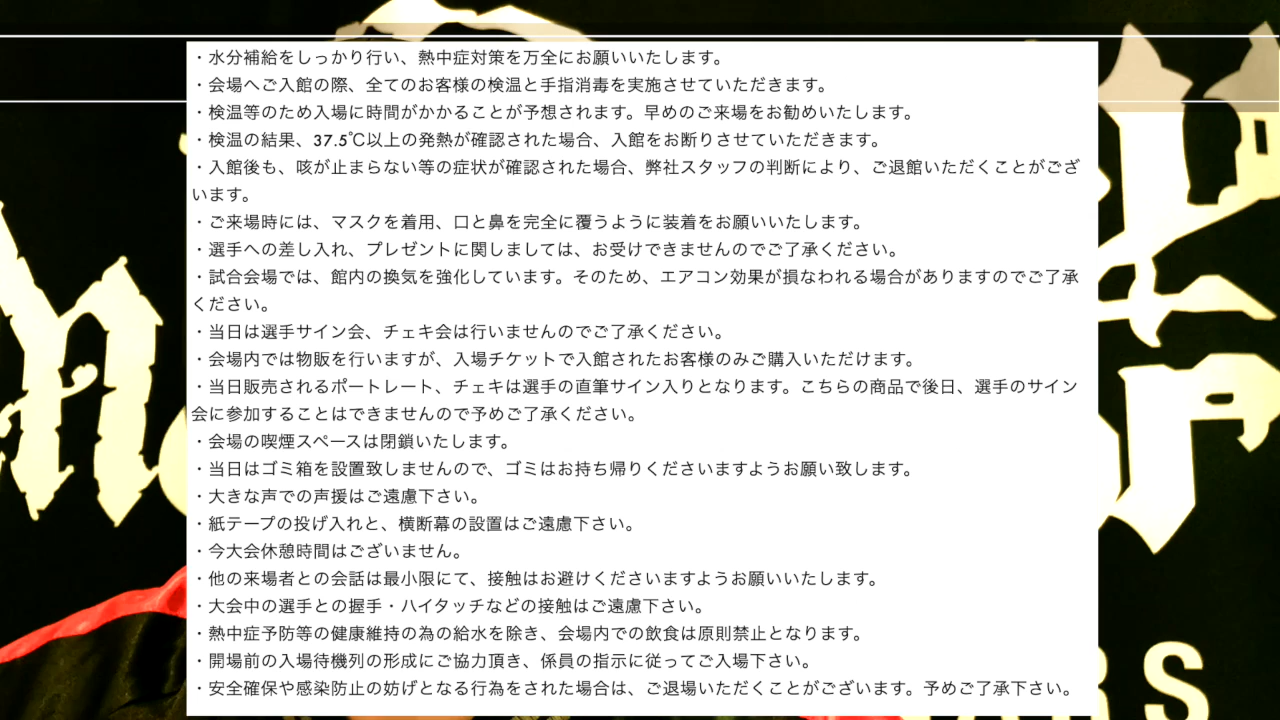 ・水分補給をしっかり行い、熱中症対策を万全にお願いいたします。
・会場へご入館の際、全てのお客様の検温と手指消毒を実施させていただきます。
・検温等のため入場に時間がかかることが予想されます。早めのご来場をお勧めいたします。
・検温の結果、37.5℃以上の発熱が確認された場合、入館をお断りさせていただきます。
・入館後も、咳が止まらない等の症状が確認された場合、弊社スタッフの判断により、ご退館いただくことがござ
います。
・ご来場時には、マスクを着用、口と鼻を完全に覆うように装着をお願いいたします。
・選手への差し入れ、プレゼントに関しましては、お受けできませんのでご了承ください。
・試合会場では、館内の換気を強化しています。そのため、エアコン効果が損なわれる場合がありますのでご了承
ください。
・当日は選手サイン会、チェキ会は行いませんのでご了承ください。
・会場内では物販を行いますが、入場チケットで入館されたお客様のみご購入いただけます。
・当日販売されるポートレート、チェキは選手の直筆サイン入りとなります。こちらの商品で後日、選手のサイン
会に参加することはできませんので予めご了承ください。
・会場の喫煙スペースは閉鎖いたします。
・当日はゴミ箱を設置致しませんので、ゴミはお持ち帰りくださいますようお願い致します。
・大きな声での声援はご遠慮下さい。
・紙テープの投げ入れと、横断幕の設置はご遠慮下さい。
・今大会休憩時間はございません。
・他の来場者との会話は最小限にて、接触はお避けくださいますようお願いいたします。
・大会中の選手との握手・ハイタッチなどの接触はご遠慮下さい。
・熱中症予防等の健康維持の為の給水を除き、会場内での飲食は原則禁止となります。
・開場前の入場待機列の形成にご協力頂き、係員の指示に従ってご入場下さい。
・安全確保や感染防止の妨げとなる行為をされた場合は、ご退場いただくことがございます。予めご了承下さい。